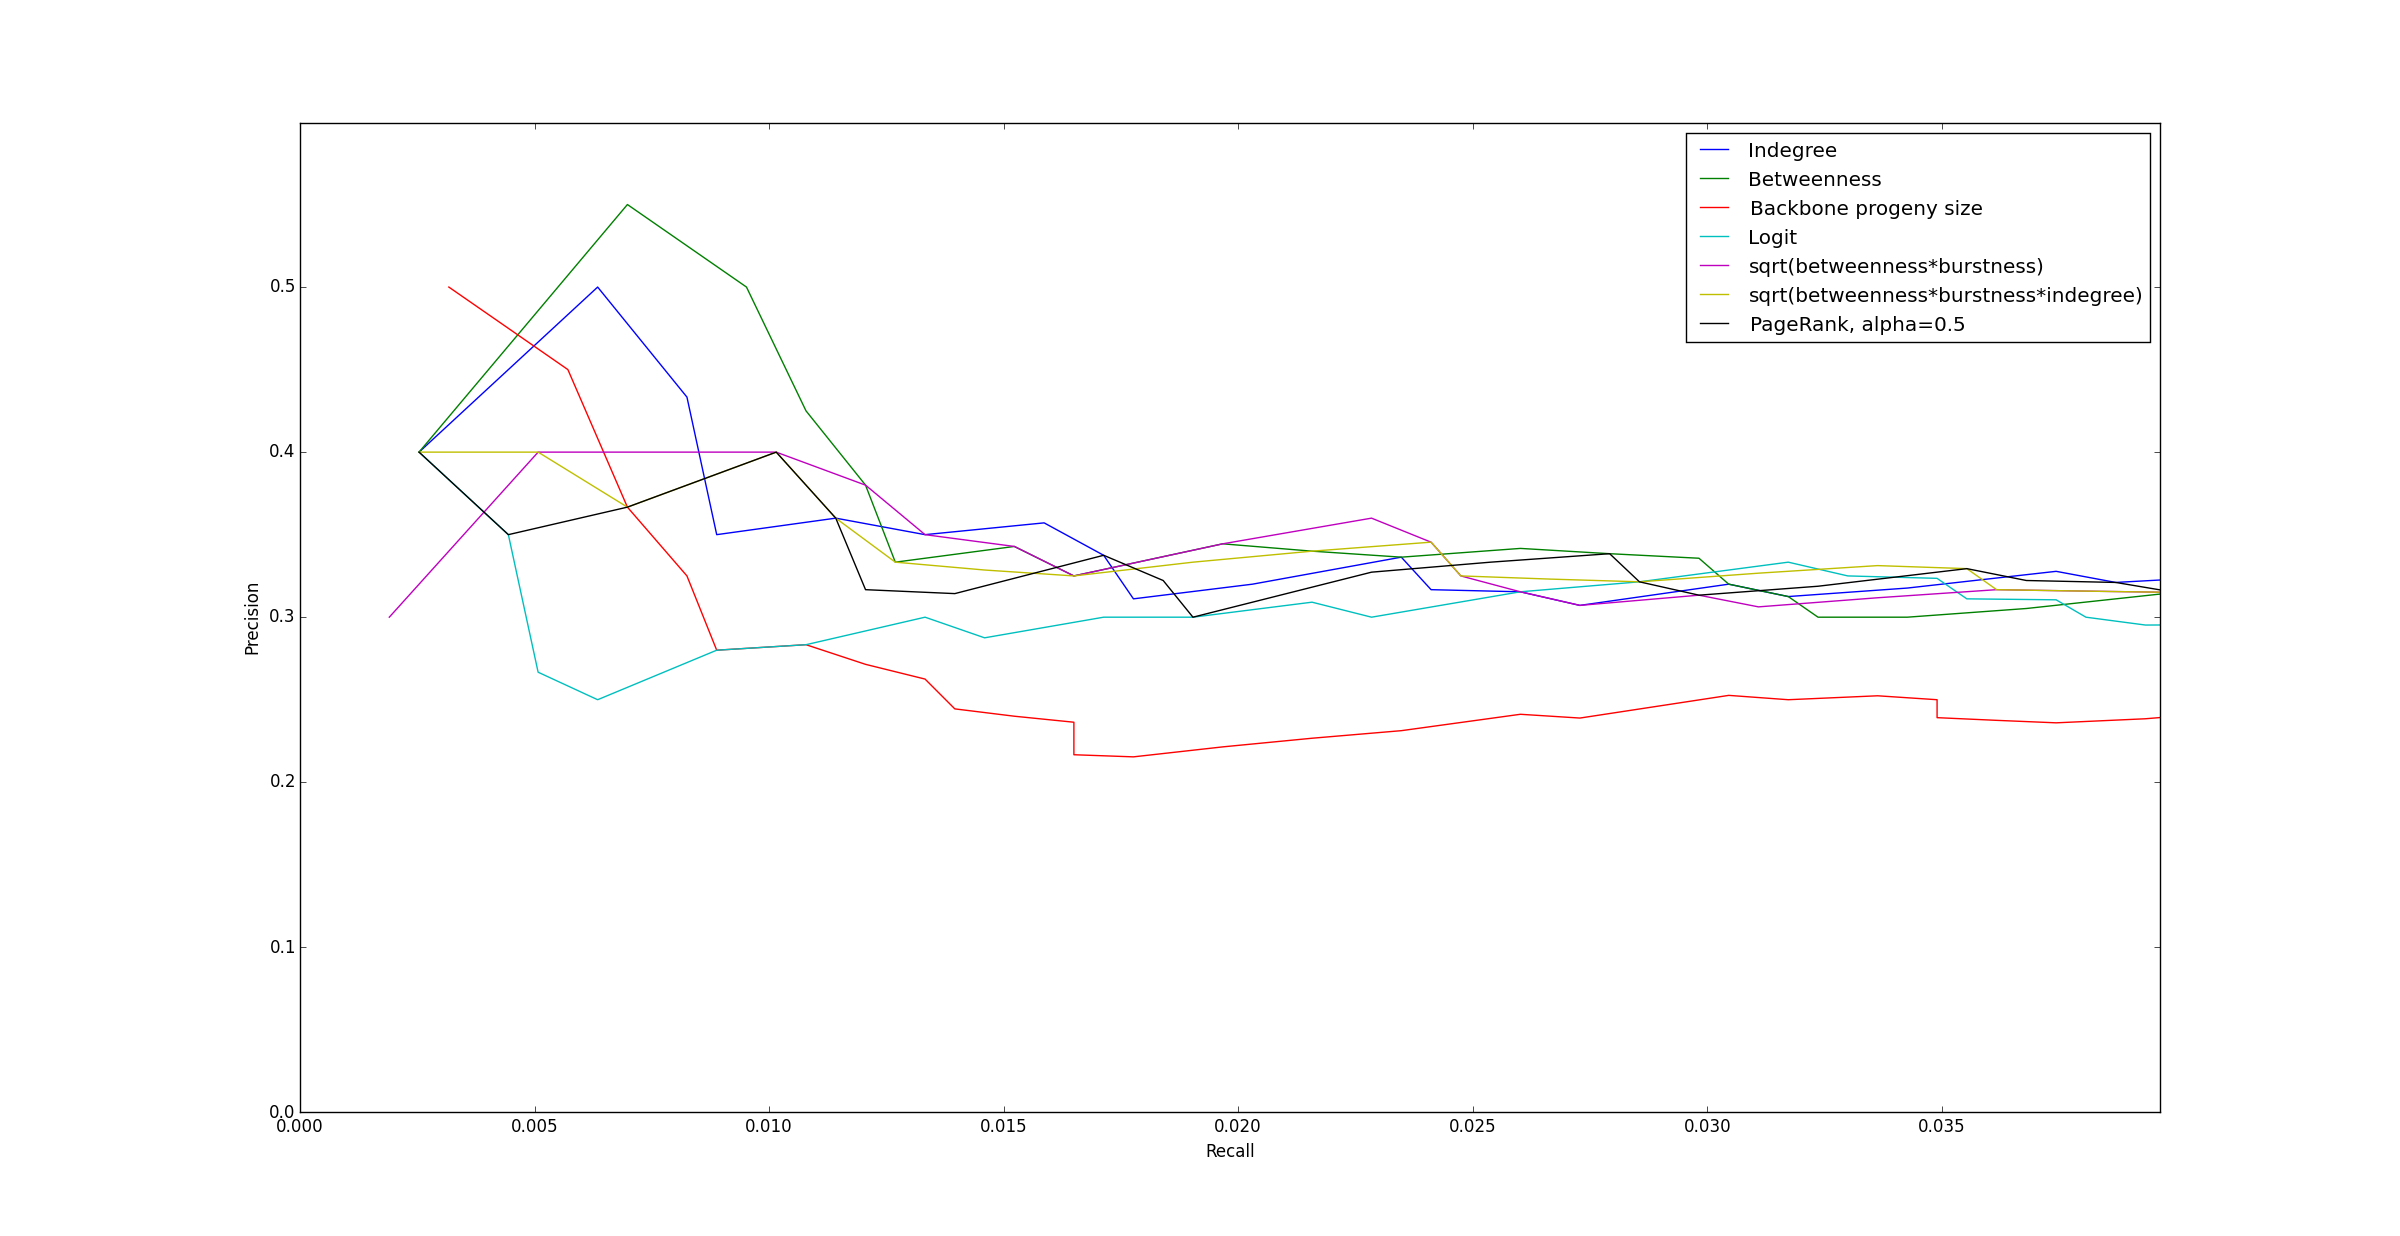 Indegree
Betweenness
Backbone progeny size
Logit
sqrt(betweenness*burstness)
sqrt(betweenness*burstness*indegree)
PageRank, alpha=0.5
0.5
0.4
0.3
0.2
0.1
0.0
Precision
0.000 0.005 0.010 0.015 0.020 0.025 0.030 0.035
Recall